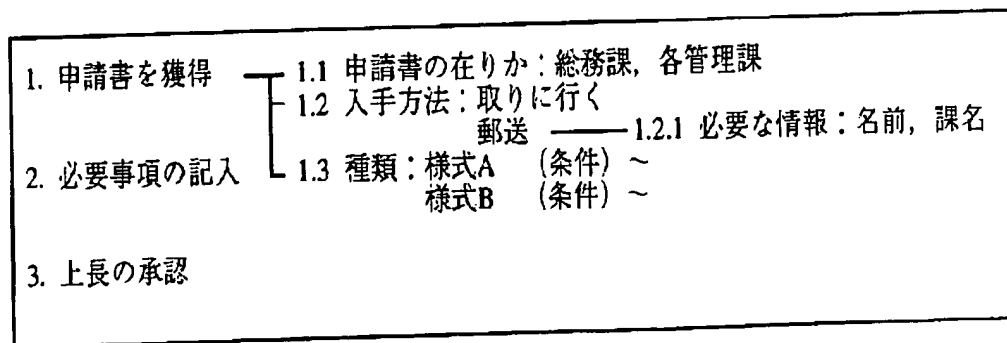 1. 申請書を獲得 1.1 申請書の在りか：総務課，各管理課
1.2 入手方法：取りに行く
郵送 1.2.1 必要な情報：名前，課名
2. 必要事項の記入 1.3 種類：様式A （条件）～
様式B （条件）～
3. 上長の承認